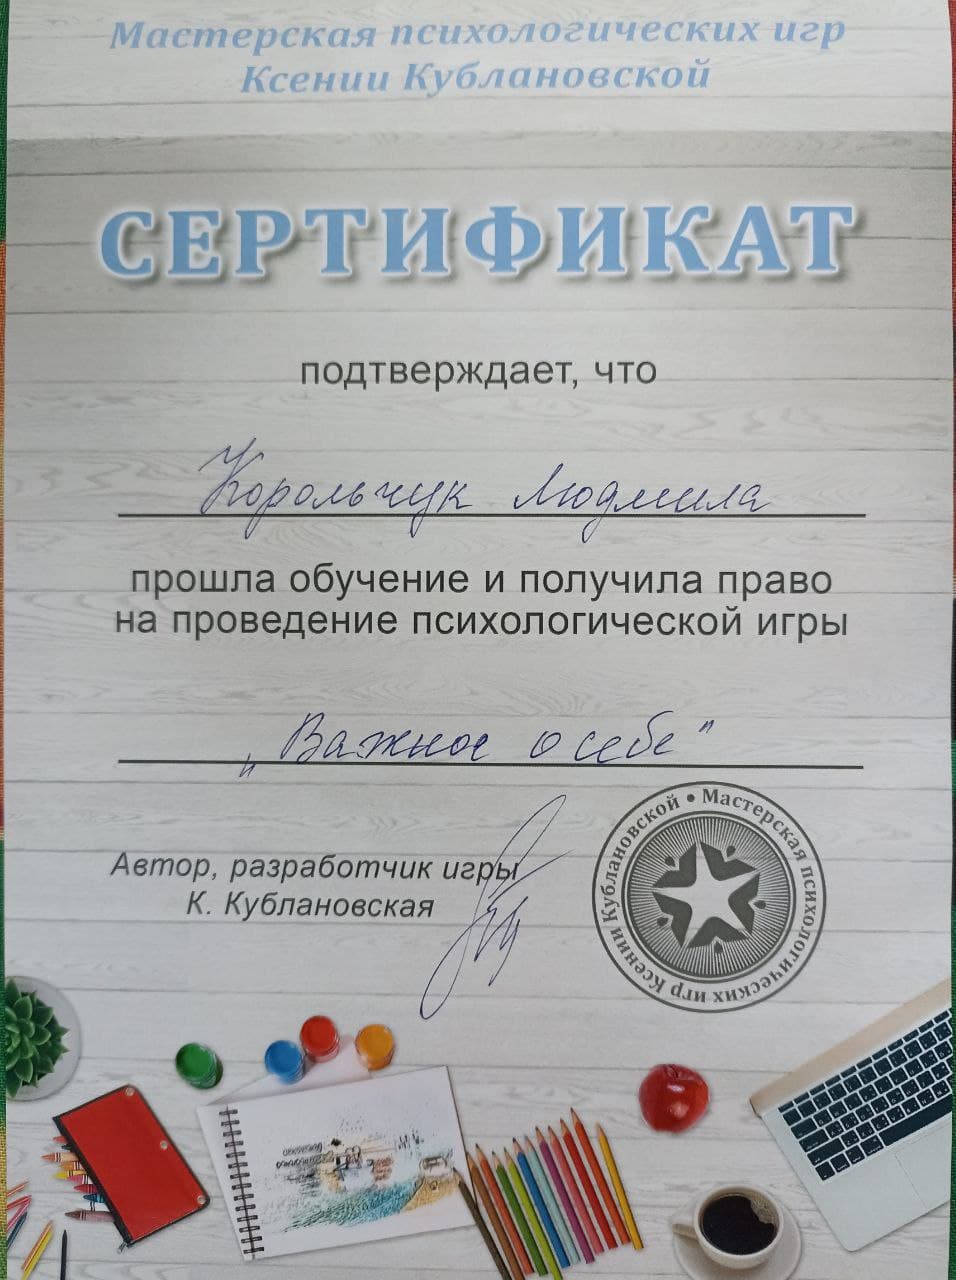 Мастерская психологических игр
Ксении Кублановской
СЕРТИФИКАТ
подтверждает, что
Корольчук Людмила
прошла обучение и получила право
на проведение психологической игры
„Важное о себе"
Автор, разработчик игры
К. Кублановская
Мастерская психологических игр Ксении Кублановской •